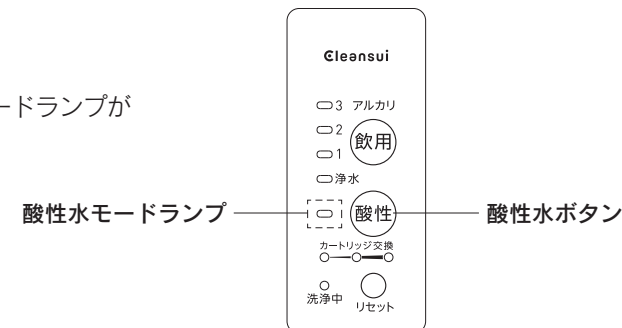 Cleansui
ードランプが
3 アルカリ
2
飲用
1
浄水
酸性水モードランプ
酸性
酸性水ボタン
カートリッジ交換
洗浄中
リセット